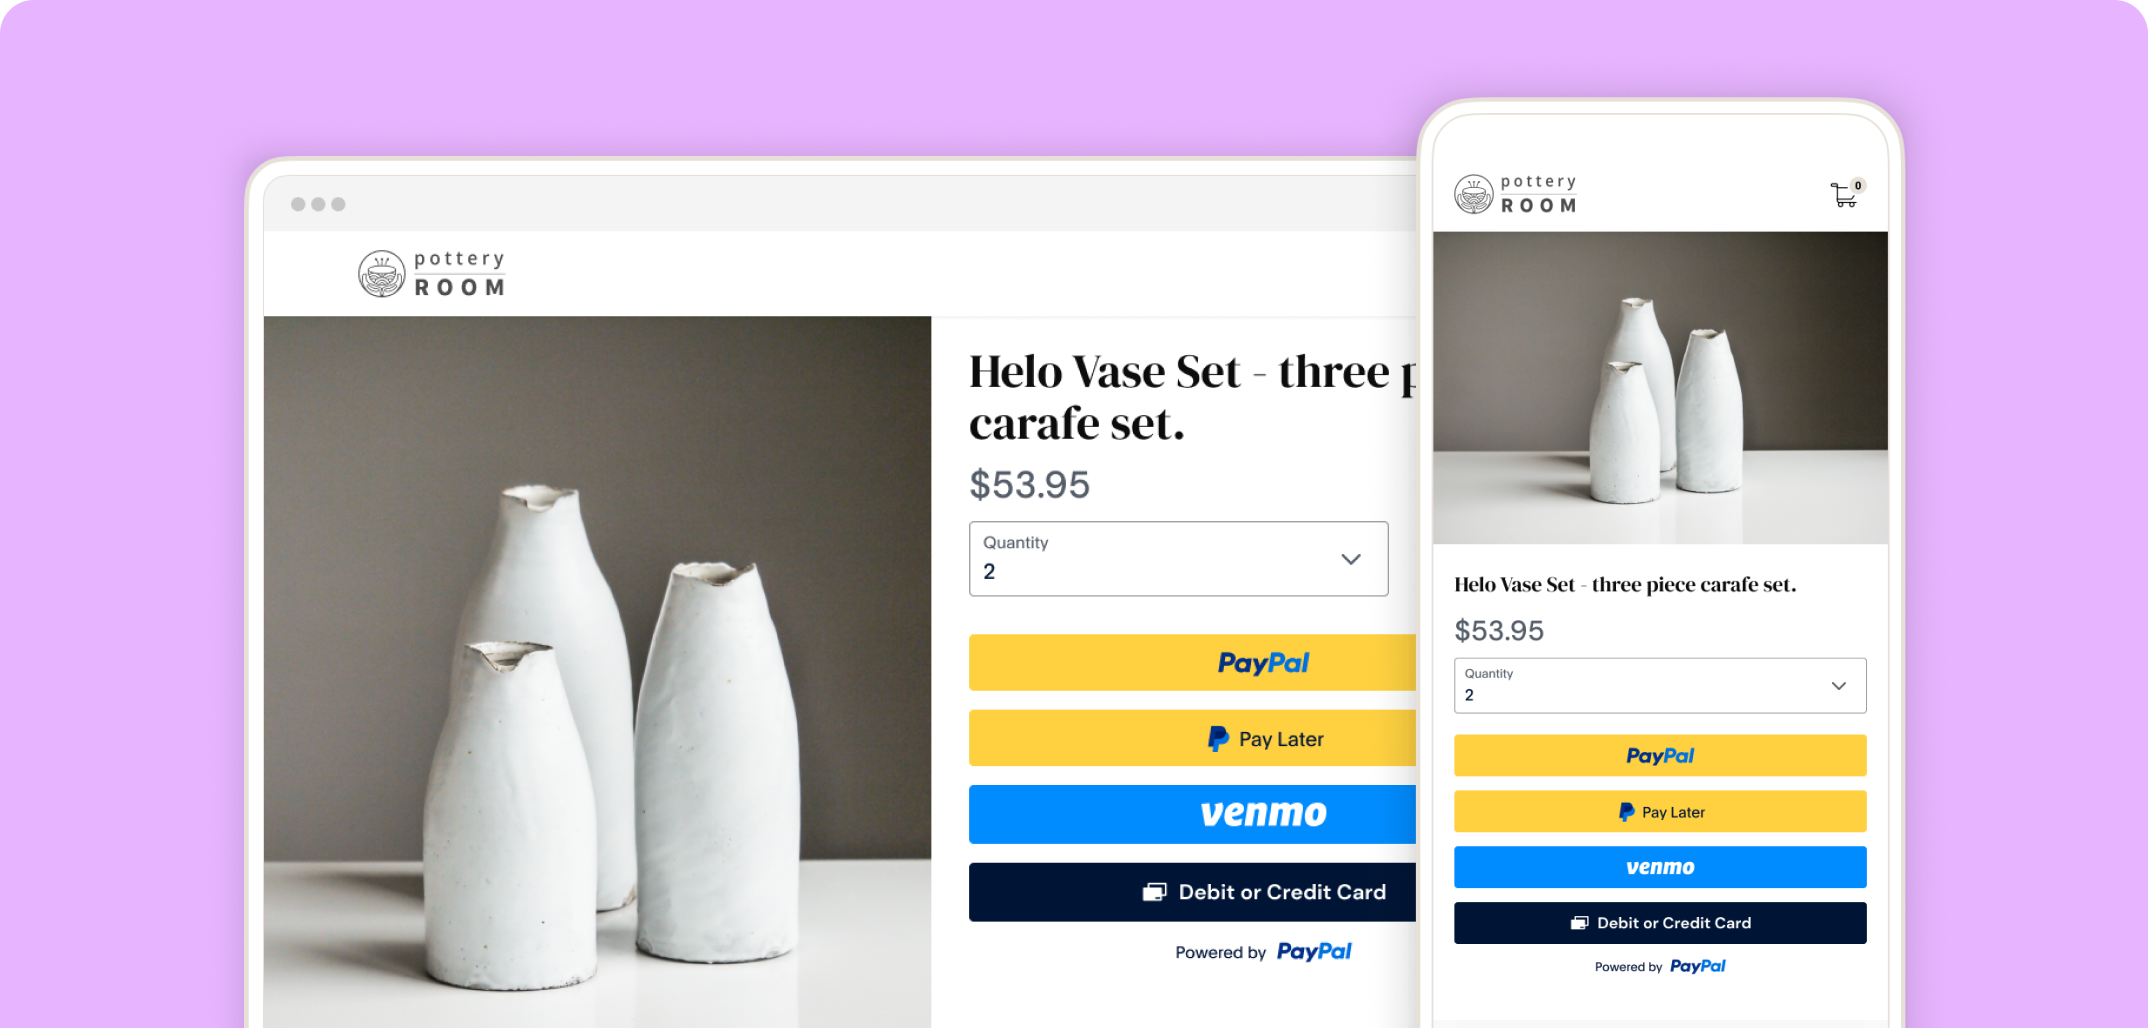 pottery
ROOM
Helo Vase Set - three
carafe set.
$53.95
Quantity
2
PayPal
Pay Later
venmo
Debit or Credit Card
Powered by PayPal
pottery
ROOM
0
Helo Vase Set - three piece carafe set.
$53.95
Quantity
2
PayPal
Pay Later
venmo
Debit or Credit Card
Powered by PayPal